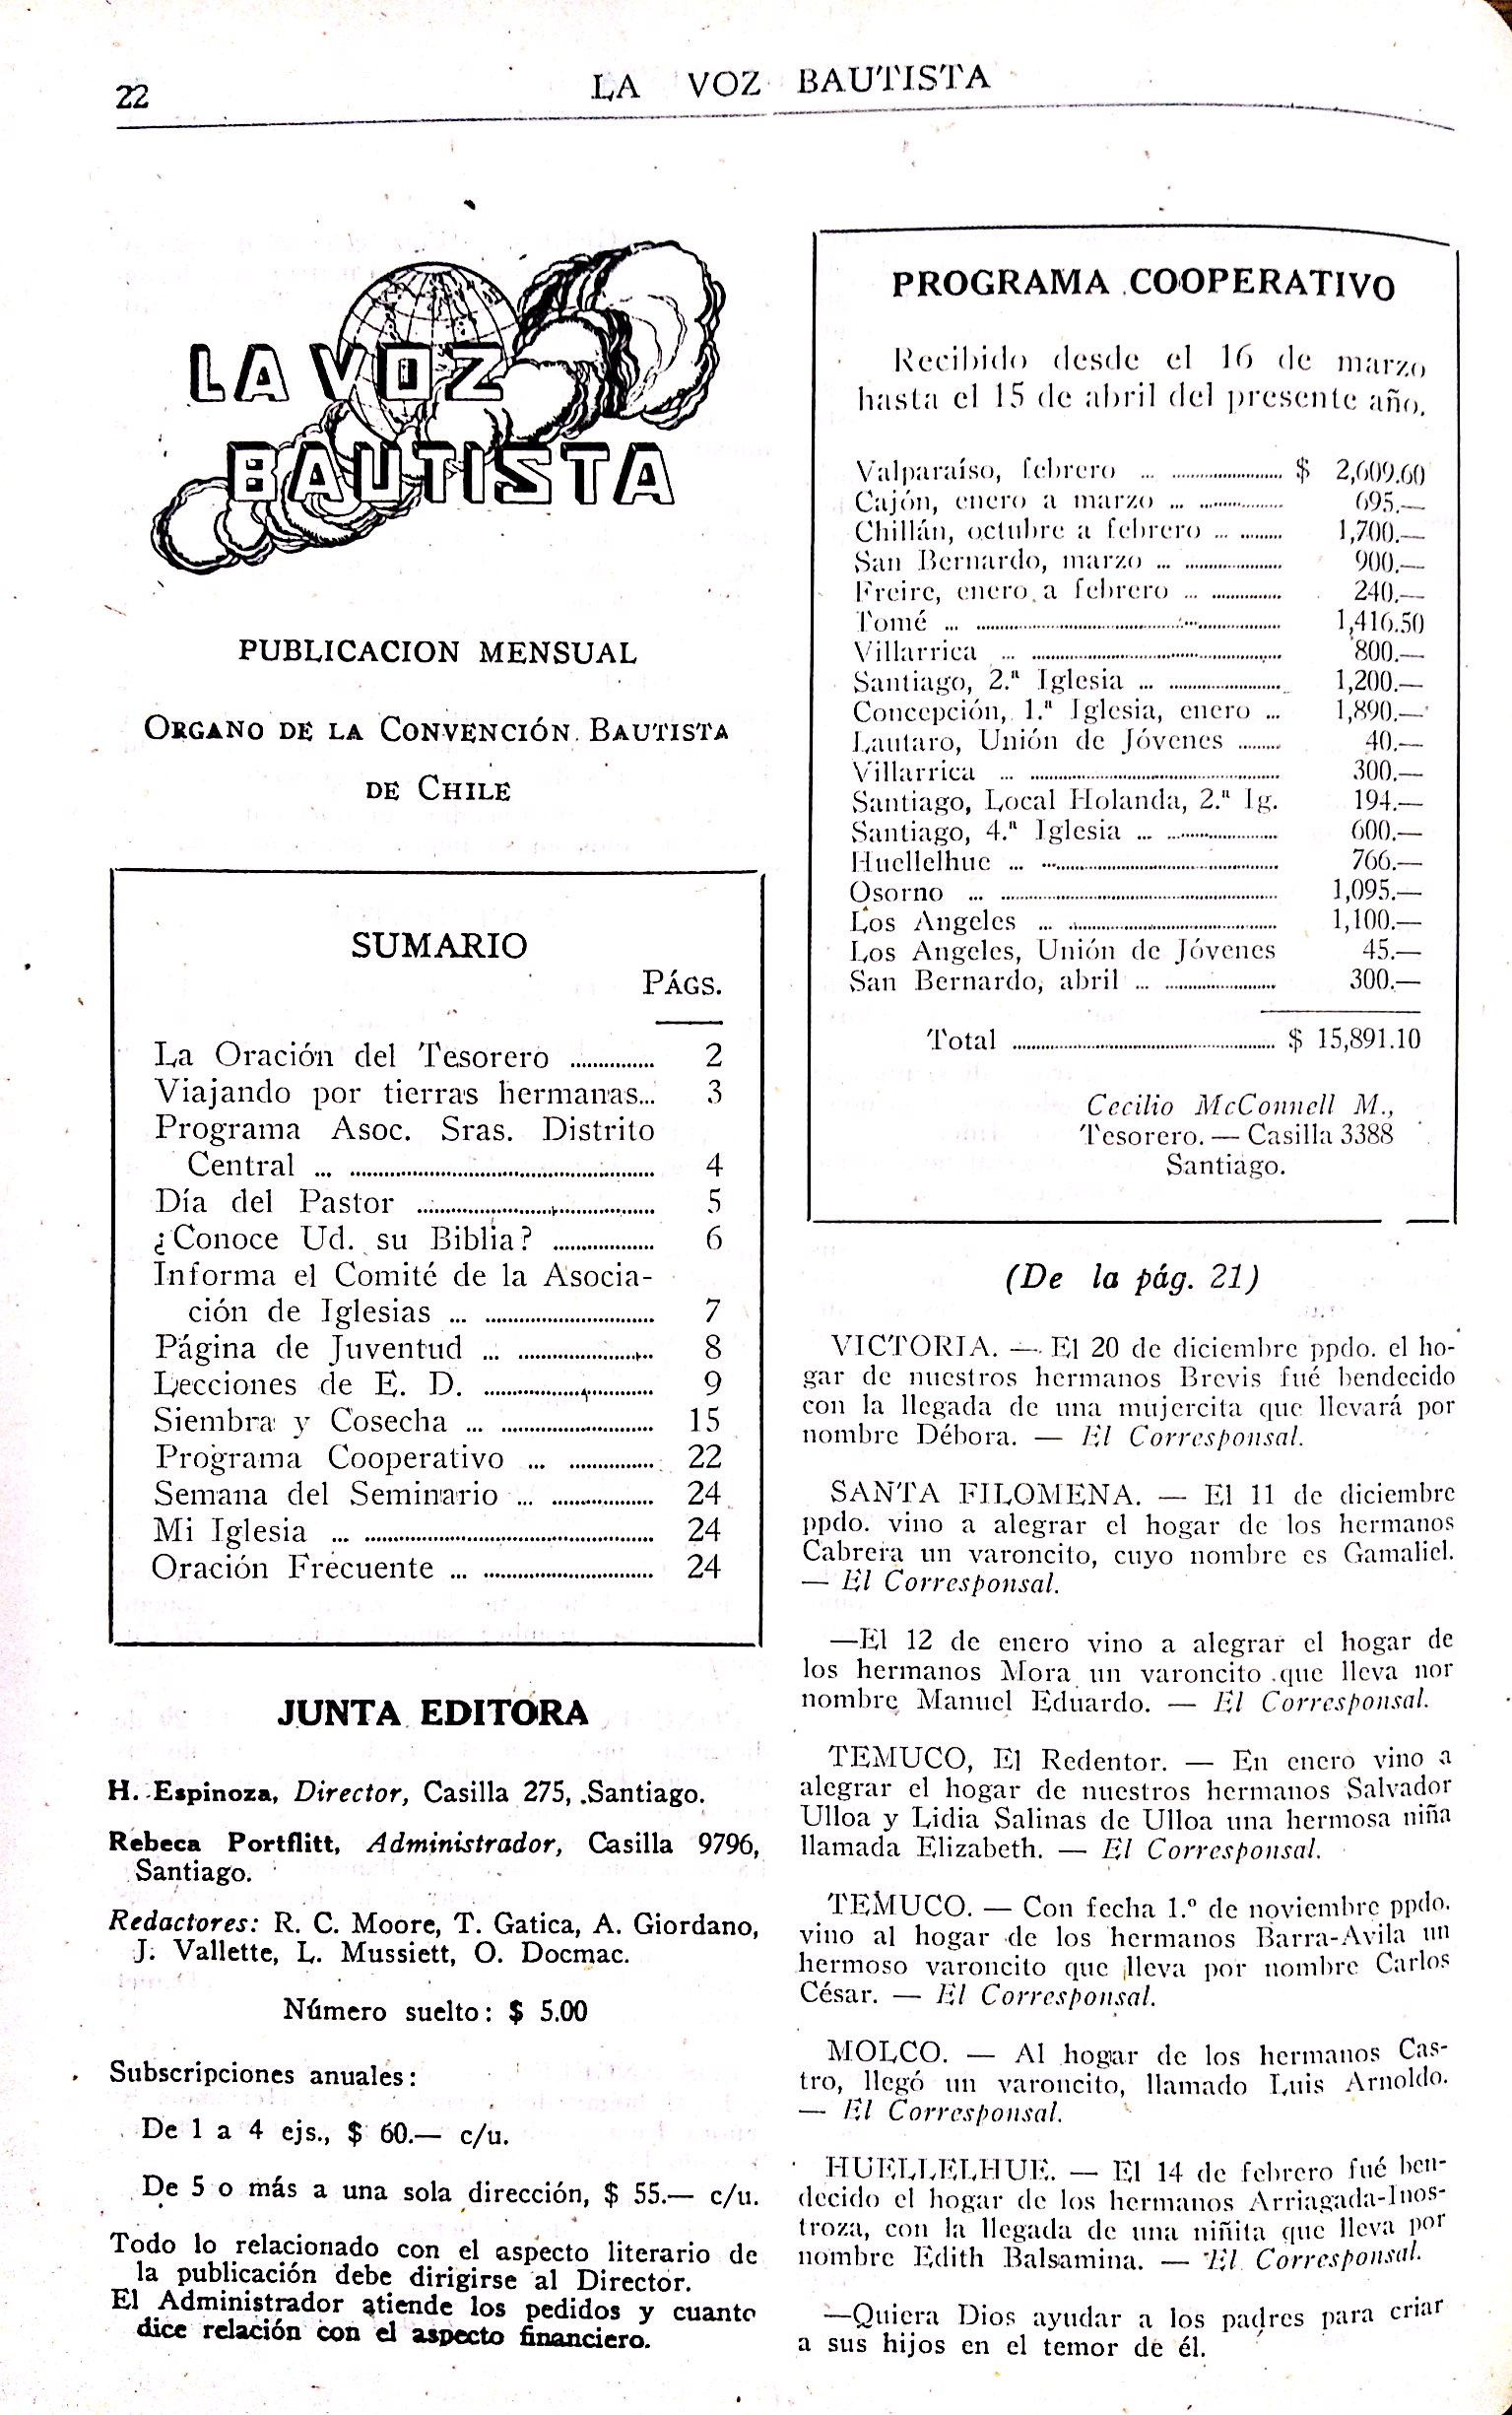 22
LA VOZ BAUTISTA
LA VOZ
BAUTISTA
PUBLICACION MENSUAL
ORGANO DE LA CONVENCIÓN BAUTISTA
DE CHILE
SUMARIO
PÁGS.
La Oración del Tesorero .............. 2
Viajando por tierras hermanas... 3
Programa Asoc. Sras. Distrito
Central ... .............. 4
Día del Pastor .............. 5
¿Conoce Ud. su Biblia? .............. 6
Informa el Comité de la Asocia-
ción de Iglesias ... .............. 7
Página de Juventud ... .............. 8
Lecciones de E. D. .............. 9
Siembra y Cosecha ... .............. 15
Programa Cooperativo ... .............. 22
Semana del Seminario ... .............. 24
Mi Iglesia ... .............. 24
Oración Frecuente ... .............. 24
JUNTA EDITORA
H. Espinoza, Director, Casilla 275, Santiago.
Rebeca Portflitt, Administrador, Casilla 9796,
Santiago.
Redactores: R. C. Moore, T. Gatica, A. Giordano,
J. Vallette, L. Mussiett, O. Docmac.
Número suelto: $ 5.00
Subscripciones anuales:
De 1 a 4 ejs., $ 60.— c/u.
De 5 o más a una sola dirección, $ 55.— c/u.
Todo lo relacionado con el aspecto literario de
la publicación debe dirigirse al Director.
El Administrador atiende los pedidos y cuanto
dice relación con el aspecto financiero.
PROGRAMA COOPERATIVO
Recibido desde el 16 de marzo
hasta el 15 de abril del presente año.
Valparaíso, febrero ... .............. $ 2,609.60
Cajón, enero a marzo ... .............. 695.—
Chillán, octubre a febrero ... ......... 1,700.—
San Bernardo, marzo ... .............. 900.—
Freire, enero a febrero ... .............. 240.—
Tomé ... .............. 1,416.50
Villarrica ... .............. 800.—
Santiago, 2.ª Iglesia ... .............. 1,200.—
Concepción, 1.ª Iglesia, enero ... 1,890.—
Lautaro, Unión de Jóvenes ......... 40.—
Villarrica ... .............. 300.—
Santiago, Local Holanda, 2.ª Ig. 194.—
Santiago, 4.ª Iglesia ... .............. 600.—
Huellelhue ... .............. 766.—
Osorno ... .............. 1,095.—
Los Angeles ... .............. 1,100.—
Los Angeles, Unión de Jóvenes 45.—
San Bernardo, abril ... .............. 300.—
Total .............. $ 15,891.10
Cecilio McConnell M.,
Tesorero. — Casilla 3388
Santiago.
(De la pág. 21)
VICTORIA. — El 20 de diciembre ppdo. el ho-
gar de nuestros hermanos Brevis fué bendecido
con la llegada de una mujercita que llevará por
nombre Débora. — El Corresponsal.
SANTA FILOMENA. — El 11 de diciembre
ppdo. vino a alegrar el hogar de los hermanos
Cabrera un varoncito, cuyo nombre es Gamaliel.
— El Corresponsal.
—El 12 de enero vino a alegrar el hogar de
los hermanos Mora un varoncito que lleva nor
nombre Manuel Eduardo. — El Corresponsal.
TEMUCO, El Redentor. — En enero vino a
alegrar el hogar de nuestros hermanos Salvador
Ulloa y Lidia Salinas de Ulloa una hermosa niña
llamada Elizabeth. — El Corresponsal.
TEMUCO. — Con fecha 1.º de noviembre ppdo.
vino al hogar de los hermanos Barra-Avila un
hermoso varoncito que lleva por nombre Carlos
César. — El Corresponsal.
MOLCO. — Al hogar de los hermanos Cas-
tro, llegó un varoncito, llamado Luis Arnoldo.
— El Corresponsal.
HUELLELHUE. — El 14 de febrero fué ben-
decido el hogar de los hermanos Arriagada-Inos-
troza, con la llegada de una niñita que lleva por
nombre Edith Balsamina. — El Corresponsal.
—Quiera Dios ayudar a los padres para criar
a sus hijos en el temor de él.